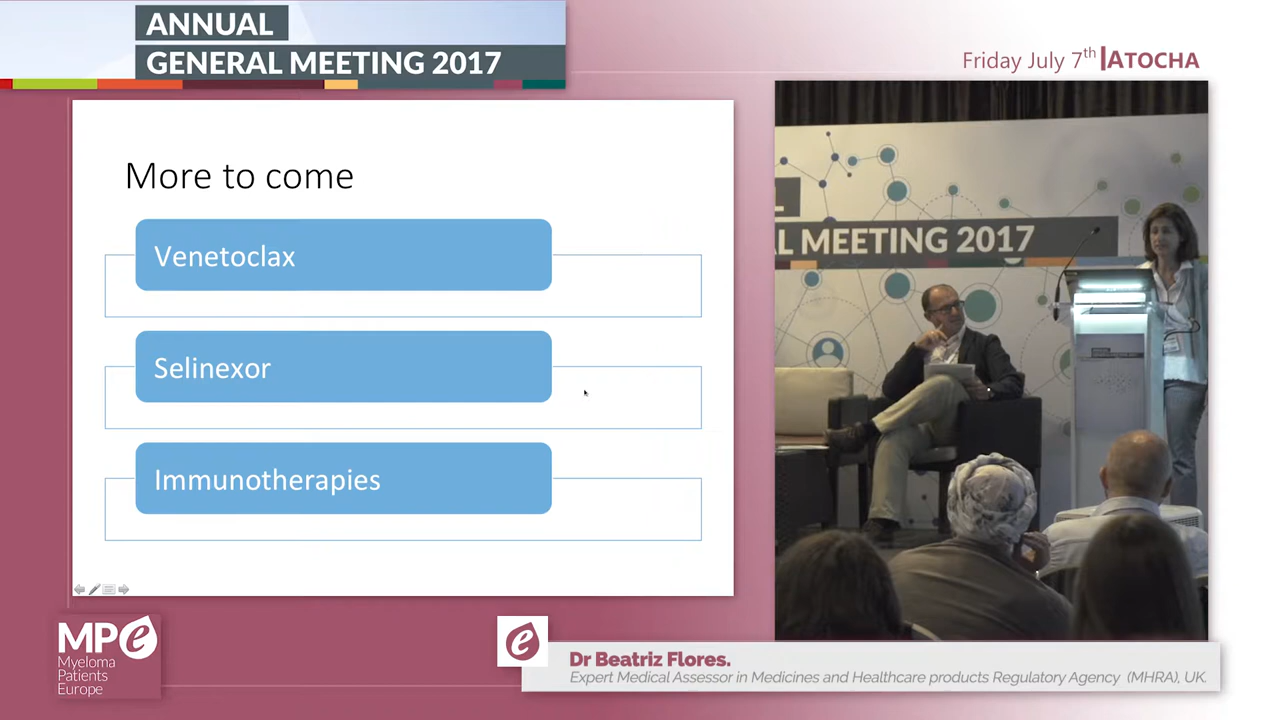 ANNUAL
GENERAL MEETING 2017
Friday July 7th | ATOCHA
More to come
Venetoclax
Selinexor
Immunotherapies
L MEETING 2017
MPe
Myeloma
Patients
Europe
e
Dr Beatriz Flores.
Expert Medical Assessor in Medicines and Healthcare products Regulatory Agency (MHRA), UK.